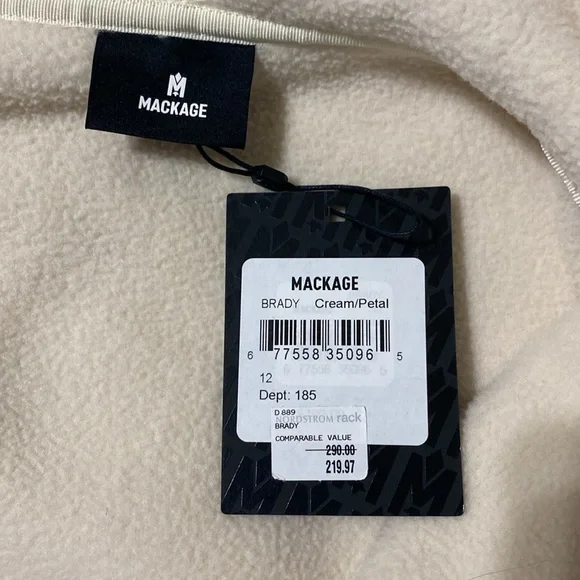 MACKAGE
MACKAGE
BRADY Cream/Petal
6 77558 35096 5
12
Dept: 185
D 889
NORDSTROM rack
BRADY
COMPARABLE VALUE
290.00
219.97